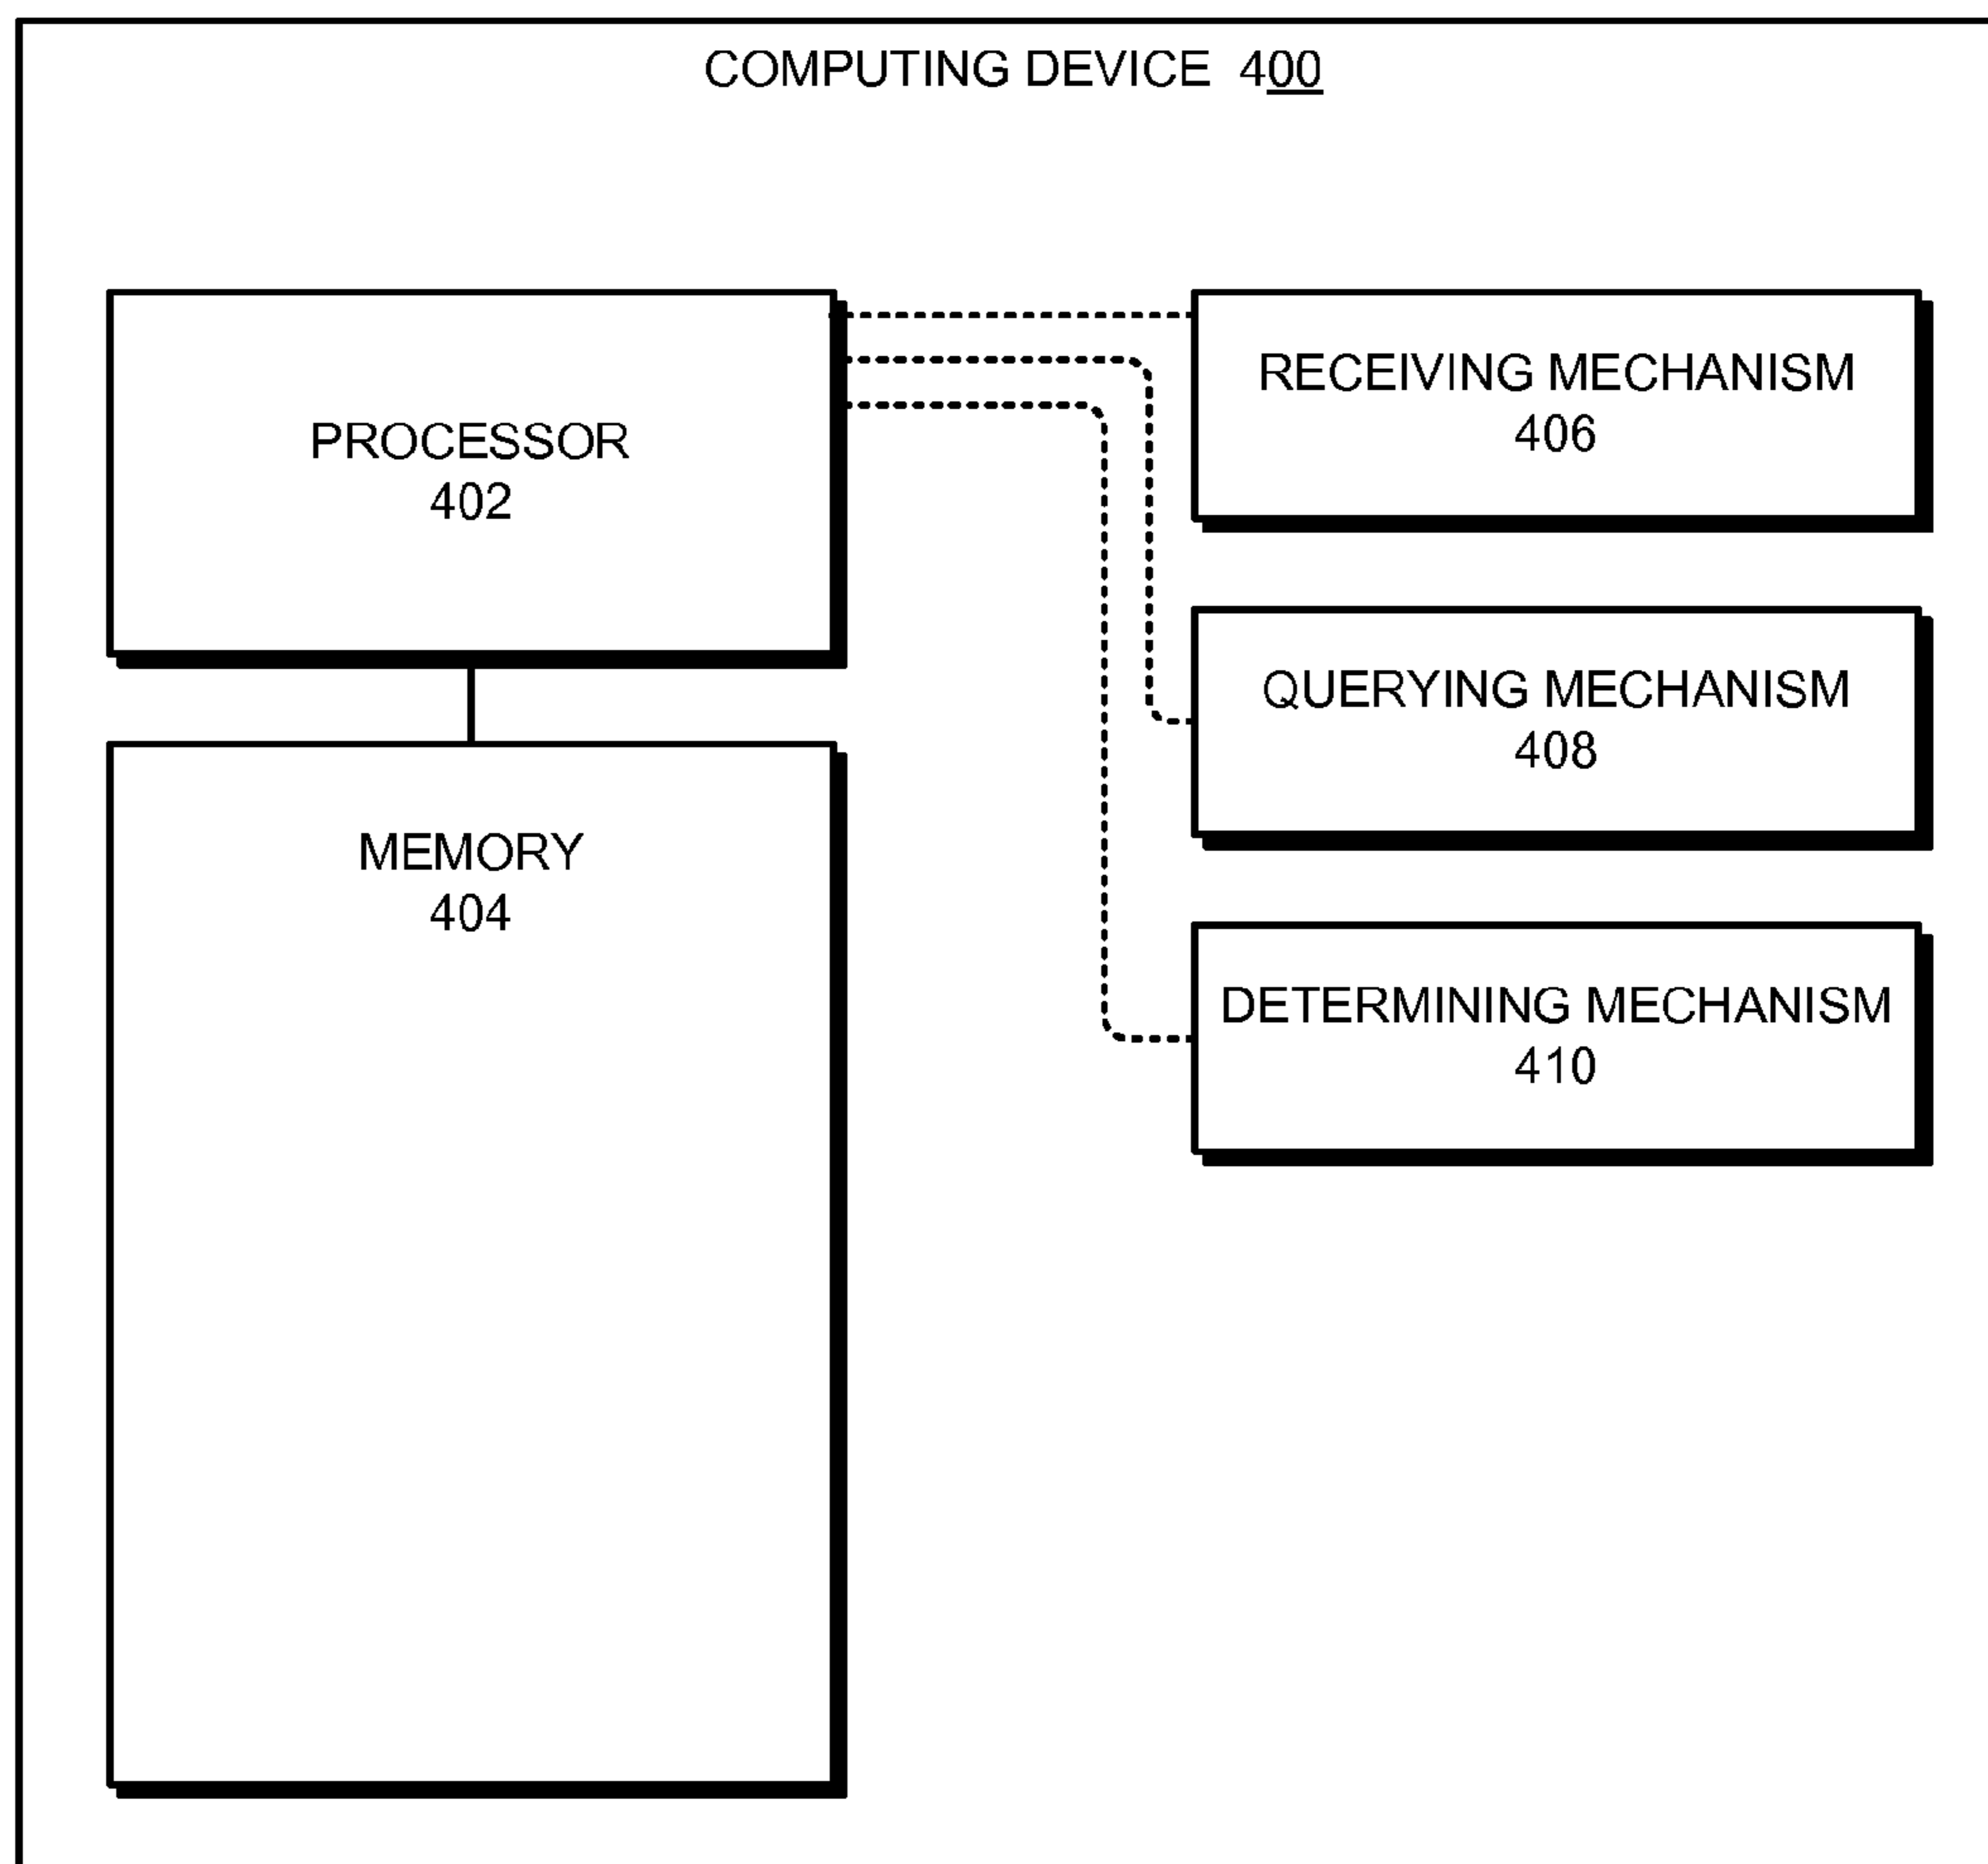 COMPUTING DEVICE 400
PROCESSOR
402
MEMORY
404
RECEIVING MECHANISM
406
QUERYING MECHANISM
408
DETERMINING MECHANISM
410